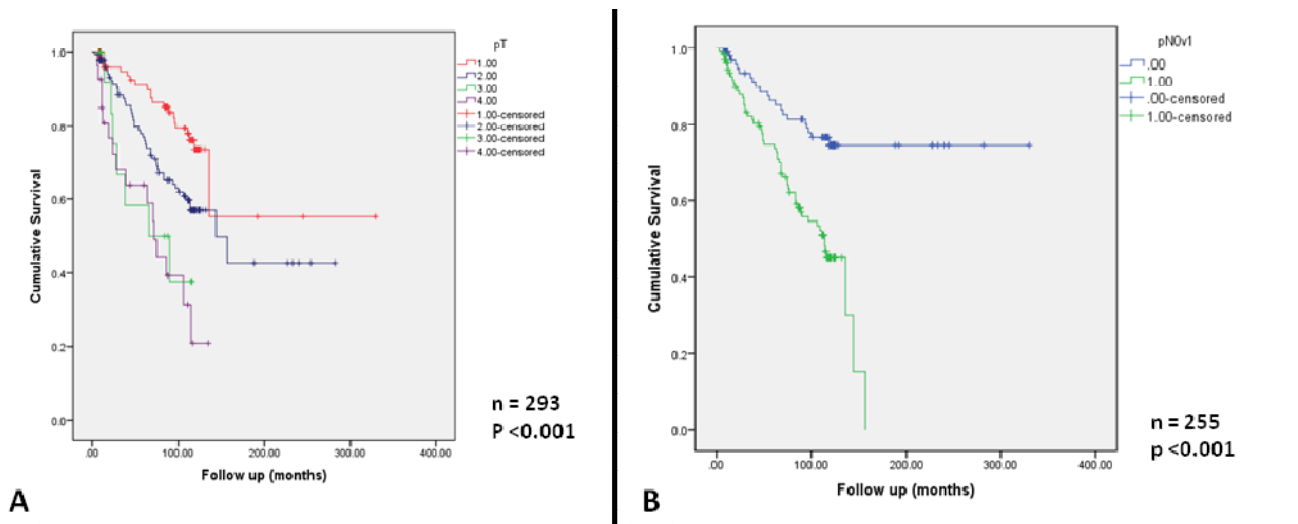 pT
1.00
2.00
3.00
4.00
1.00-censored
2.00-censored
3.00-censored
4.00-censored
1.0
0.8
0.6
0.4
0.2
0.0
Cumulative Survival
.00 100.00 200.00 300.00 400.00
Follow up (months)
n = 293
P <0.001
A
pN0v1
.00
1.00
.00-censored
1.00-censored
1.0
0.8
0.6
0.4
0.2
0.0
Cumulative Survival
.00 100.00 200.00 300.00 400.00
Follow up (months)
n = 255
p <0.001
B